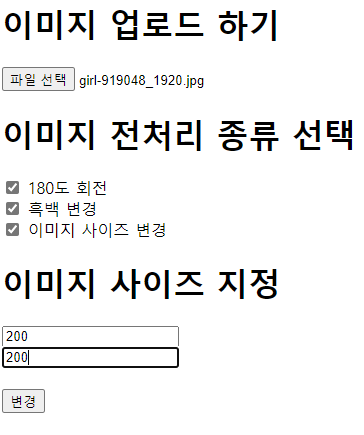 이미지 업로드 하기
파일 선택 girl-919048_1920.jpg
이미지 전처리 종류 선택
180도 회전
흑백 변경
이미지 사이즈 변경
이미지 사이즈 지정
200
200
변경